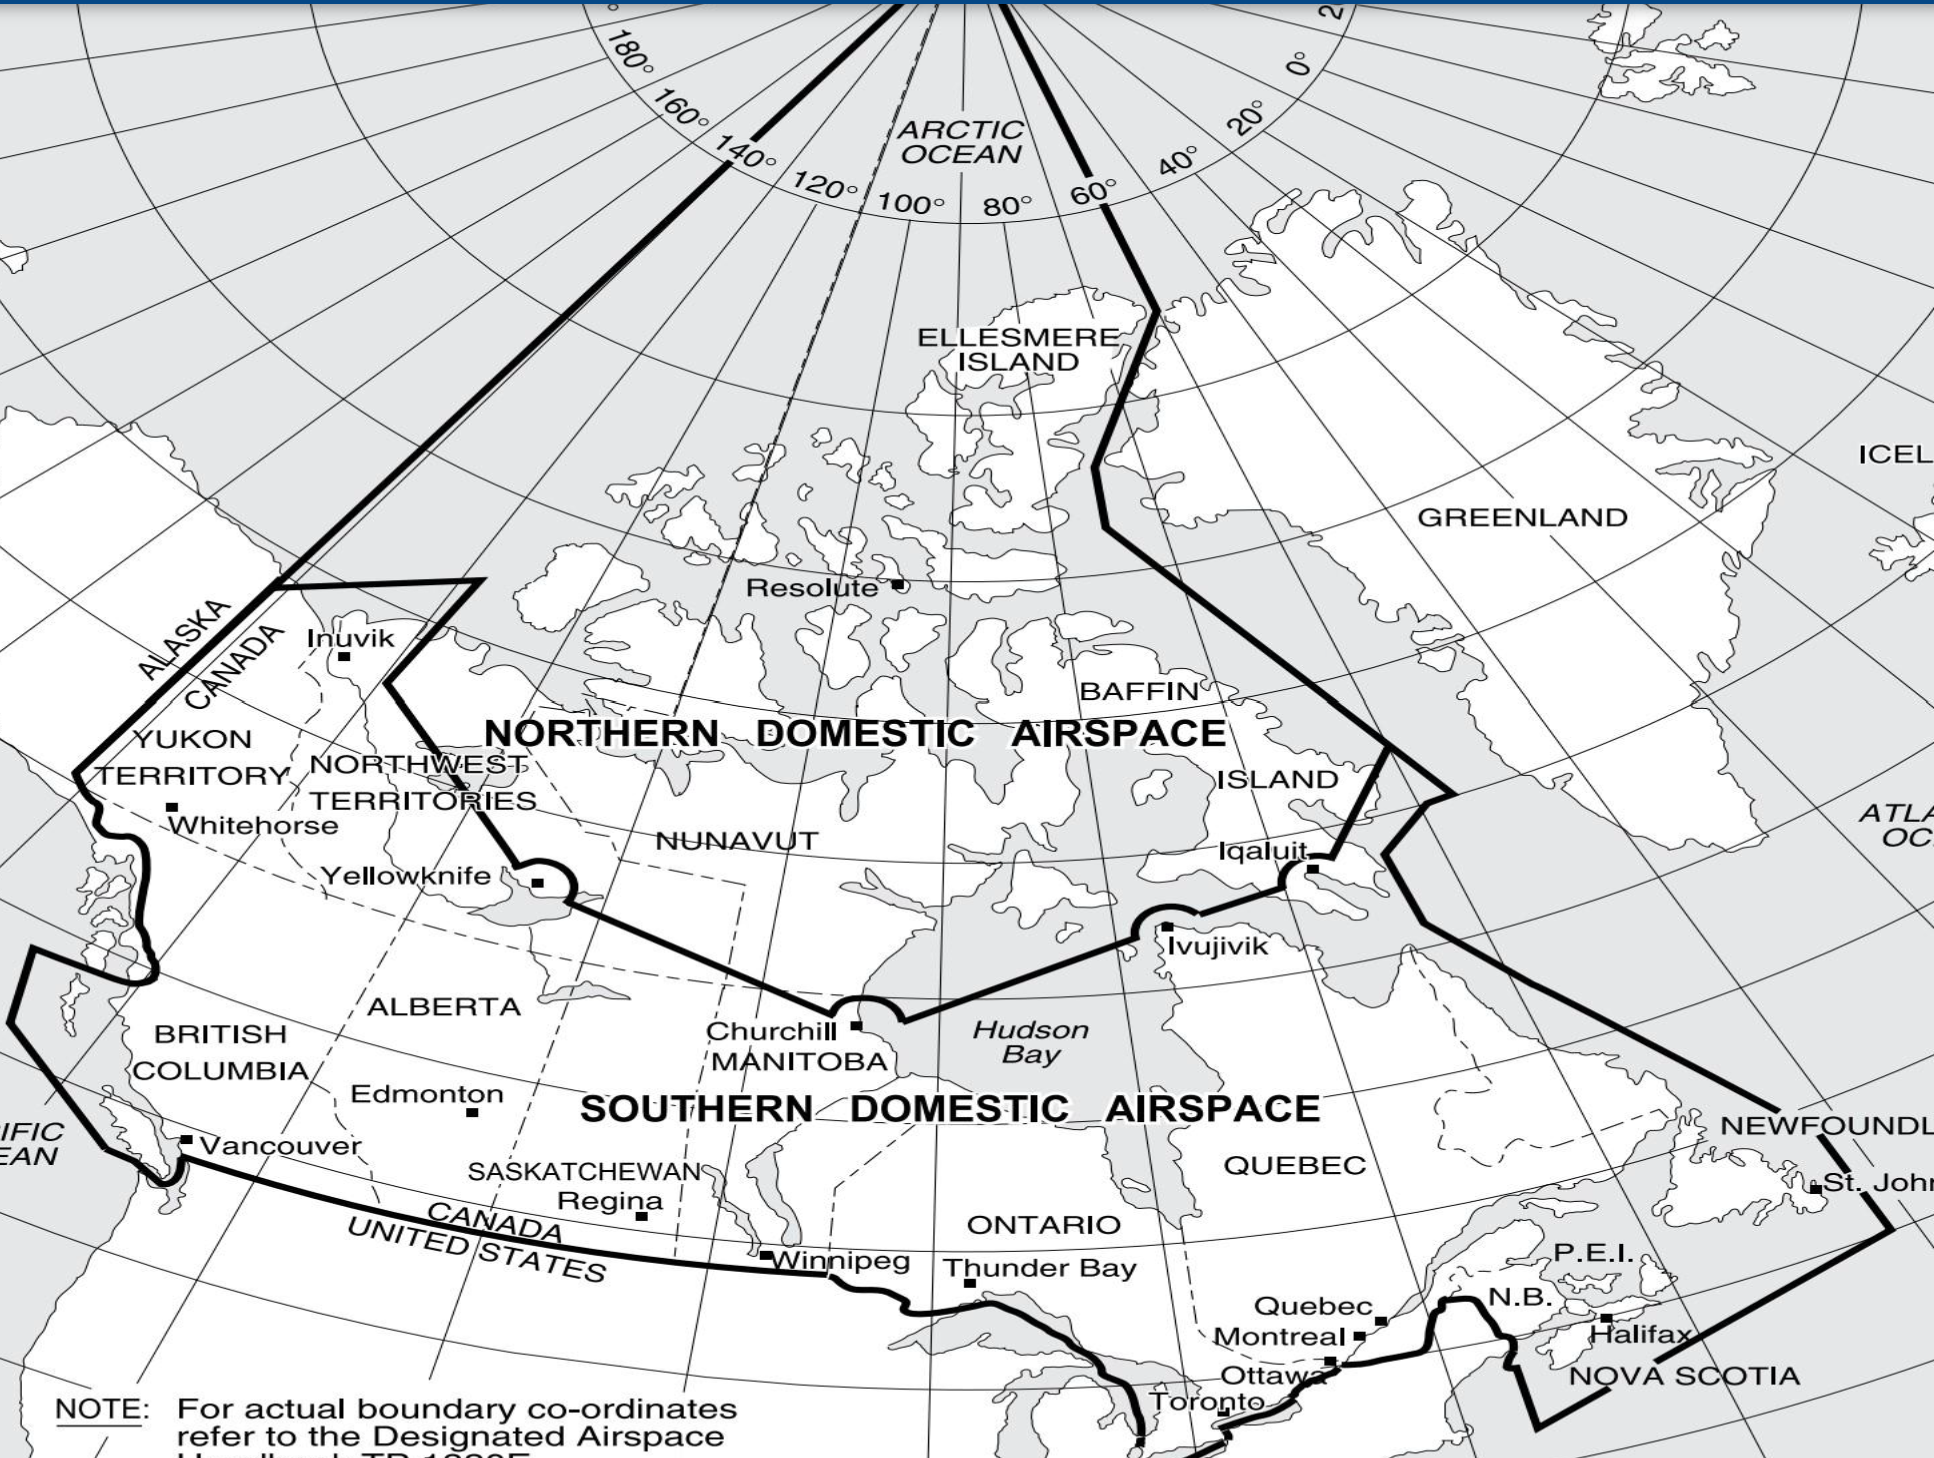 180°
160°
140°
120°
100°
80°
60°
40°
20°
0°
2
ARCTIC
OCEAN
ELLESMERE
ISLAND
ICEL
GREENLAND
Resolute
ALASKA
CANADA
Inuvik
BAFFIN
NORTHERN DOMESTIC AIRSPACE
YUKON
TERRITORY
NORTHWEST
TERRITORIES
ISLAND
Whitehorse
NUNAVUT
ATLA
OC
Iqaluit
Yellowknife
Ivujivik
ALBERTA
BRITISH
COLUMBIA
Churchill
MANITOBA
Hudson
Bay
Edmonton
SOUTHERN DOMESTIC AIRSPACE
IFIC
EAN
Vancouver
NEWFOUNDL
SASKATCHEWAN
Regina
QUEBEC
St. John
CANADA
UNITED STATES
ONTARIO
Winnipeg
Thunder Bay
P.E.I.
N.B.
Quebec
Montreal
Halifax
Ottawa
NOVA SCOTIA
Toronto
NOTE: For actual boundary co-ordinates
refer to the Designated Airspace